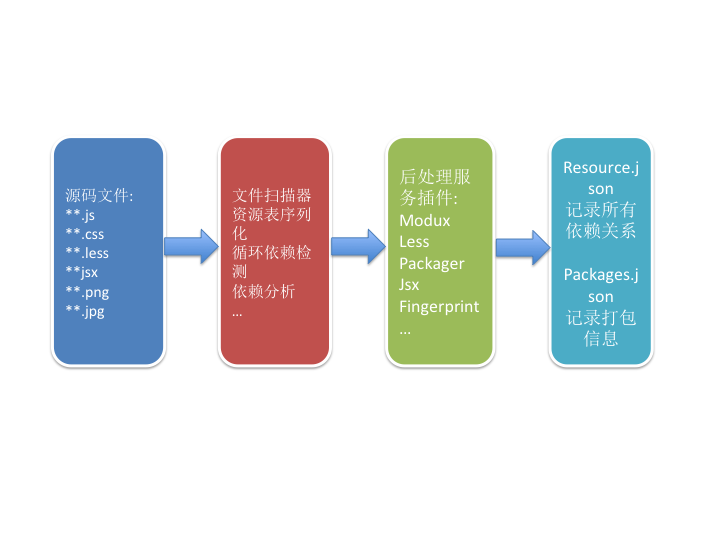 源码文件:
**.js
**.css
**.less
**jsx
**.png
**.jpg
文件扫描器
资源表序列
化
循环依赖检
测
依赖分析
...
后处理服
务插件:
Modux
Less
Packager
Jsx
Fingerprint
...
Resource.j
son
记录所有
依赖关系
Packages.j
son
记录打包
信息